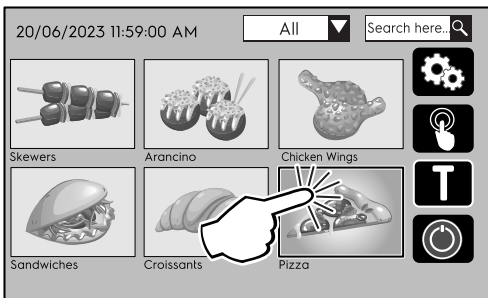 20/06/2023 11:59:00 AM
All
Search here...
Skewers
Arancino
Chicken Wings
T
Sandwiches
Croissants
Pizza